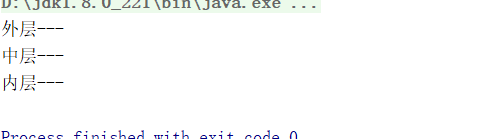 D:\jdk1.8.0_221\bin\java.exe ...
外层---
中层---
内层---
Process finished with exit code 0